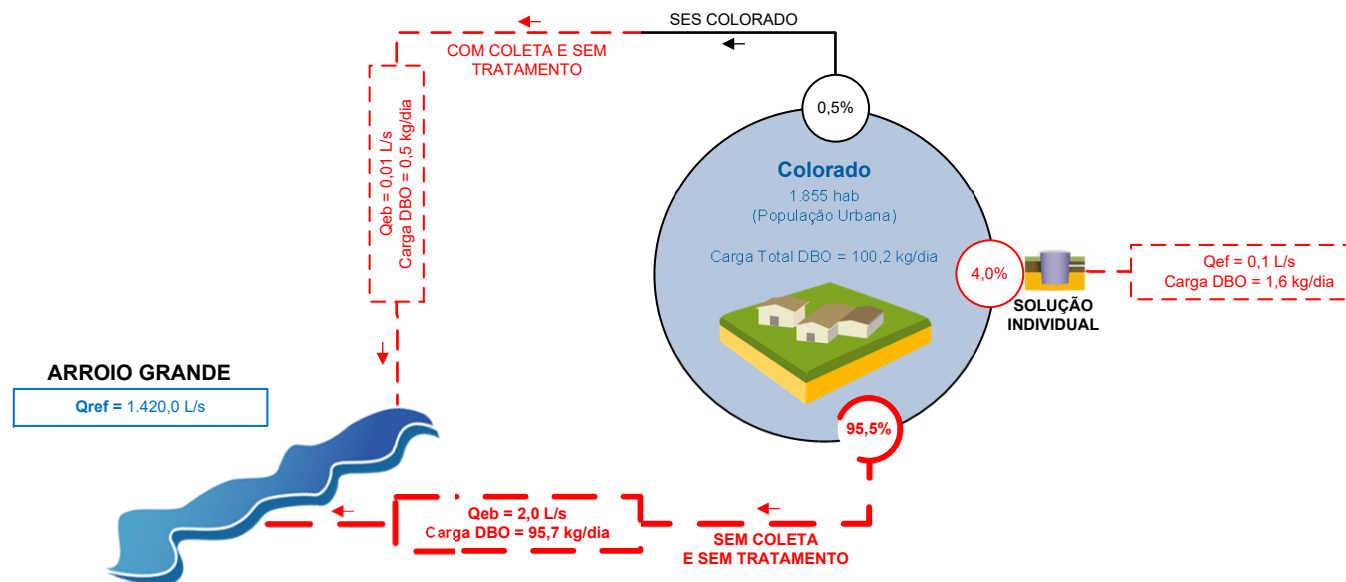 SES COLORADO
COM COLETA E SEM
TRATAMENTO
Qeb = 0,01 L/s
Carga DBO = 0,5 kg/dia
0,5%
Colorado
1.855 hab
(População Urbana)
Carga Total DBO = 100,2 kg/dia
4,0%
SOLUÇÃO
INDIVIDUAL
Qef = 0,1 L/s
Carga DBO = 1,6 kg/dia
ARROIO GRANDE
Qref = 1.420,0 L/s
95,5%
Qeb = 2,0 L/s
Carga DBO = 95,7 kg/dia
SEM COLETA
E SEM TRATAMENTO